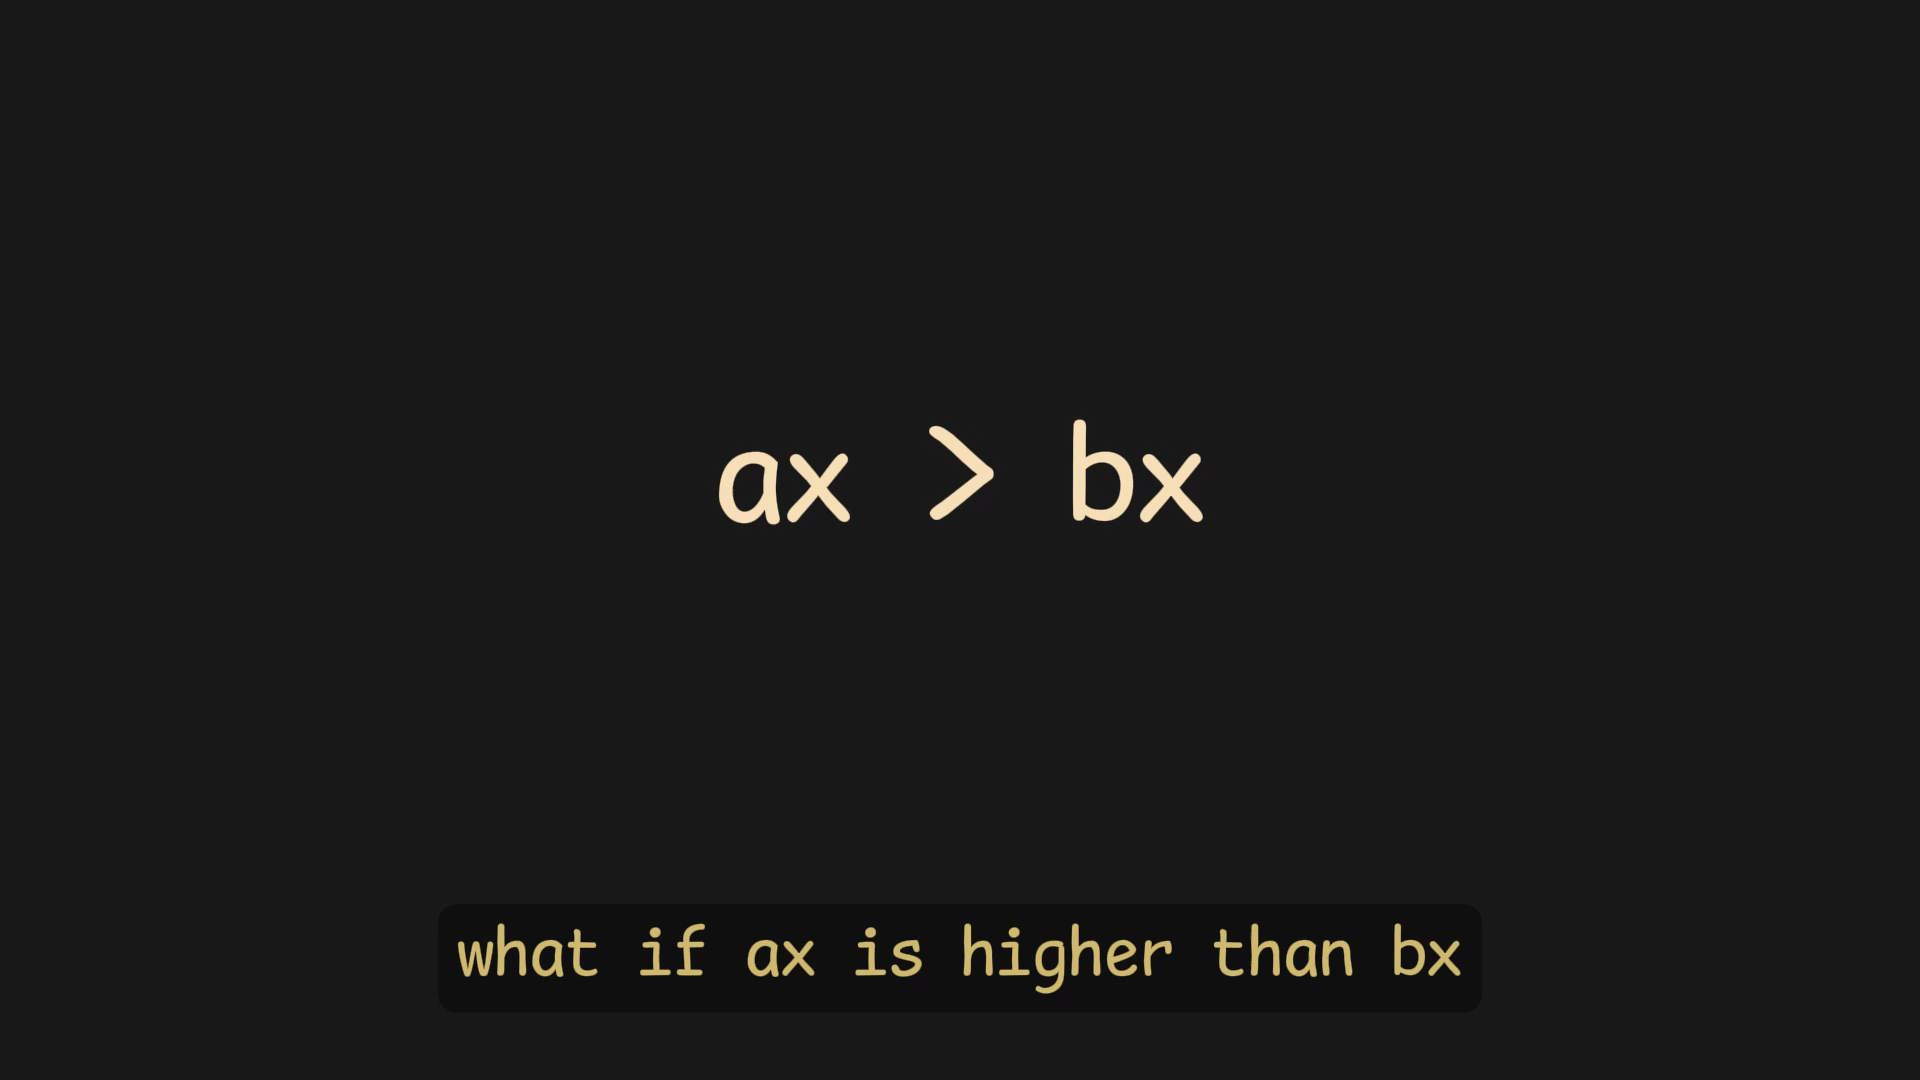 ax > bx
what if ax is higher than bx